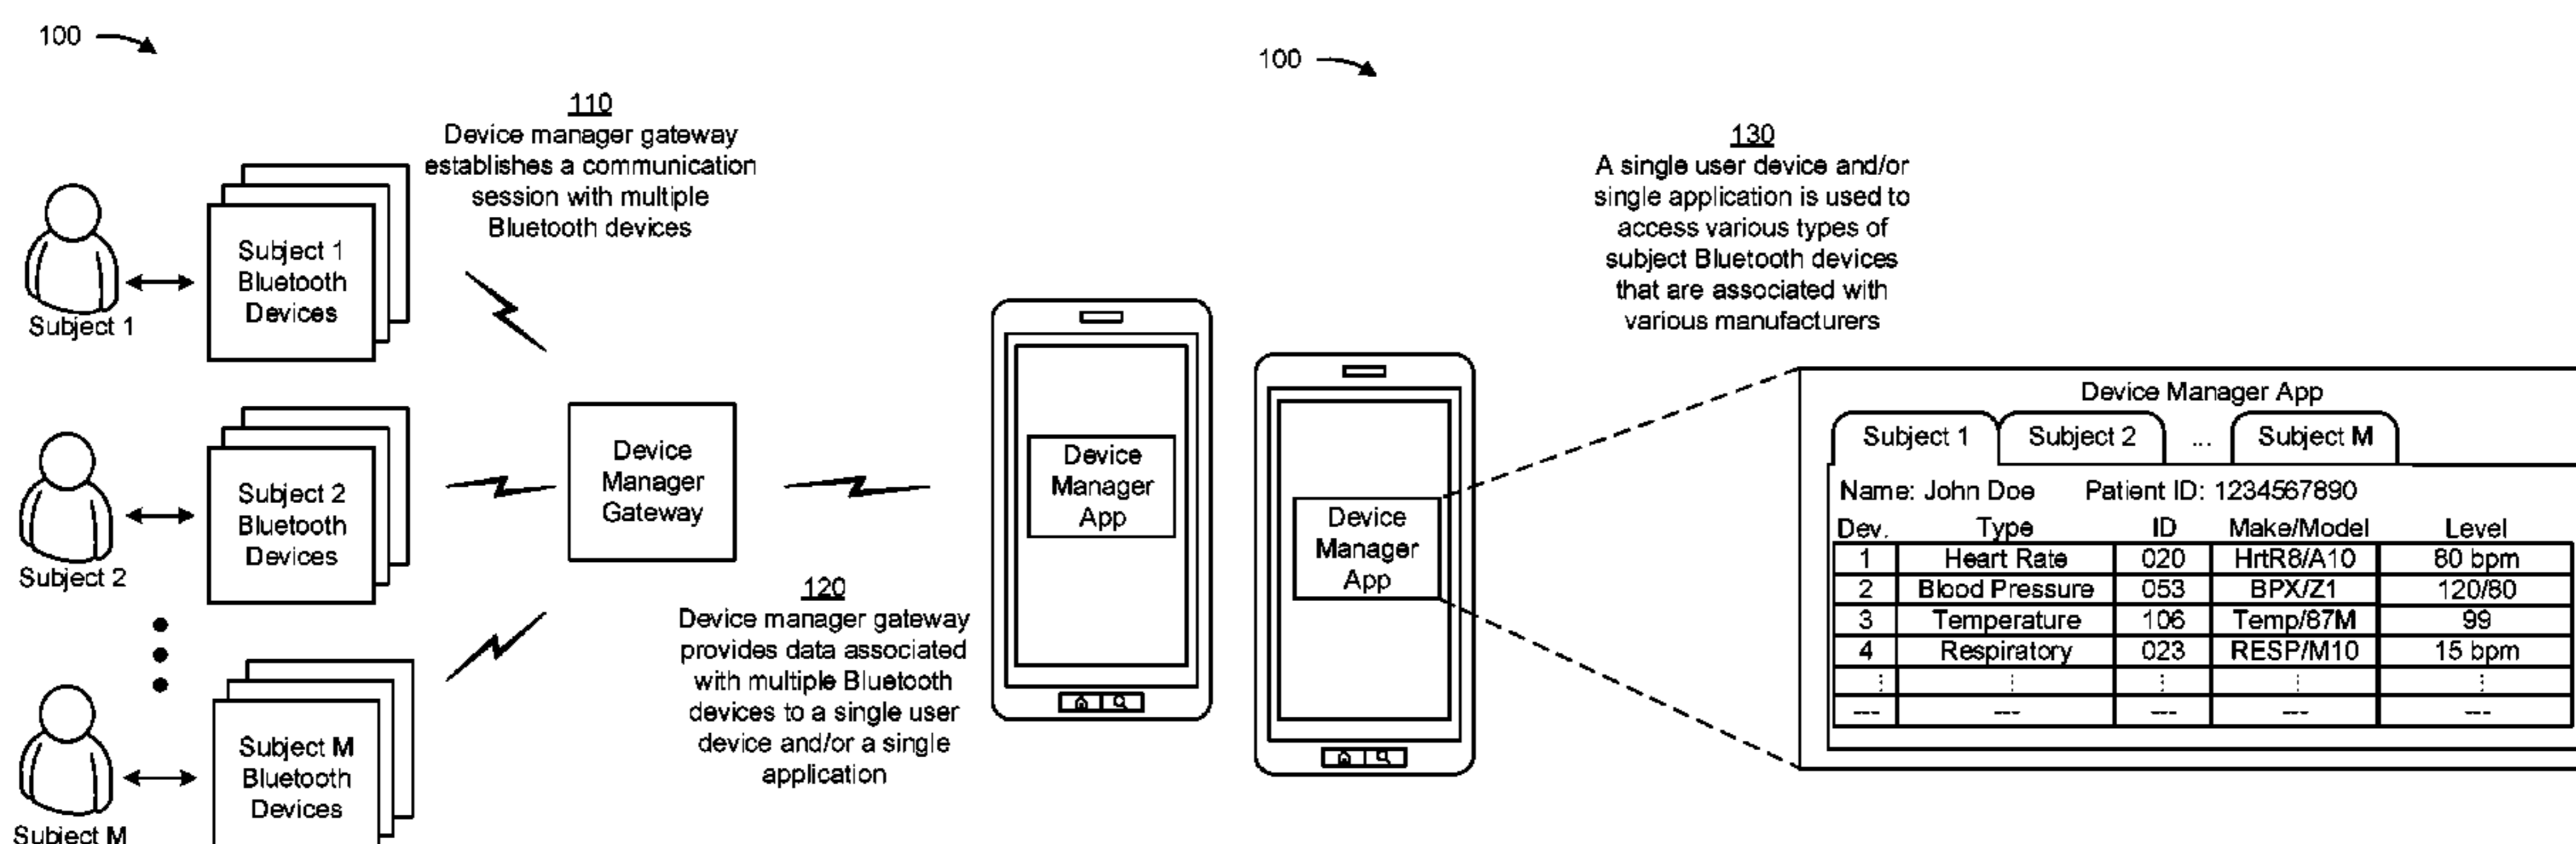 100
110
Device manager gateway
establishes a communication
session with multiple
Bluetooth devices
Subject 1
Bluetooth
Devices
Subject 1
Subject 2
Bluetooth
Devices
Subject 2
Subject M
Bluetooth
Devices
Subject M
Device
Manager
Gateway
120
Device manager gateway
provides data associated
with multiple Bluetooth
devices to a single user
device and/or a single
application
Device
Manager
App
100
130
A single user device and/or
single application is used to
access various types of
subject Bluetooth devices
that are associated with
various manufacturers
Device
Manager
App
Device Manager App
Subject 1 Subject 2 ... Subject M
Name: John Doe Patient ID: 1234567890
Dev. Type ID Make/Model Level
1 Heart Rate 020 HrtR8/A10 80 bpm
2 Blood Pressure 053 BPX/Z1 120/80
3 Temperature 106 Temp/87M 99
4 Respiratory 023 RESP/M10 15 bpm
⋮ ⋮ ⋮ ⋮ ⋮
--- --- --- --- ---